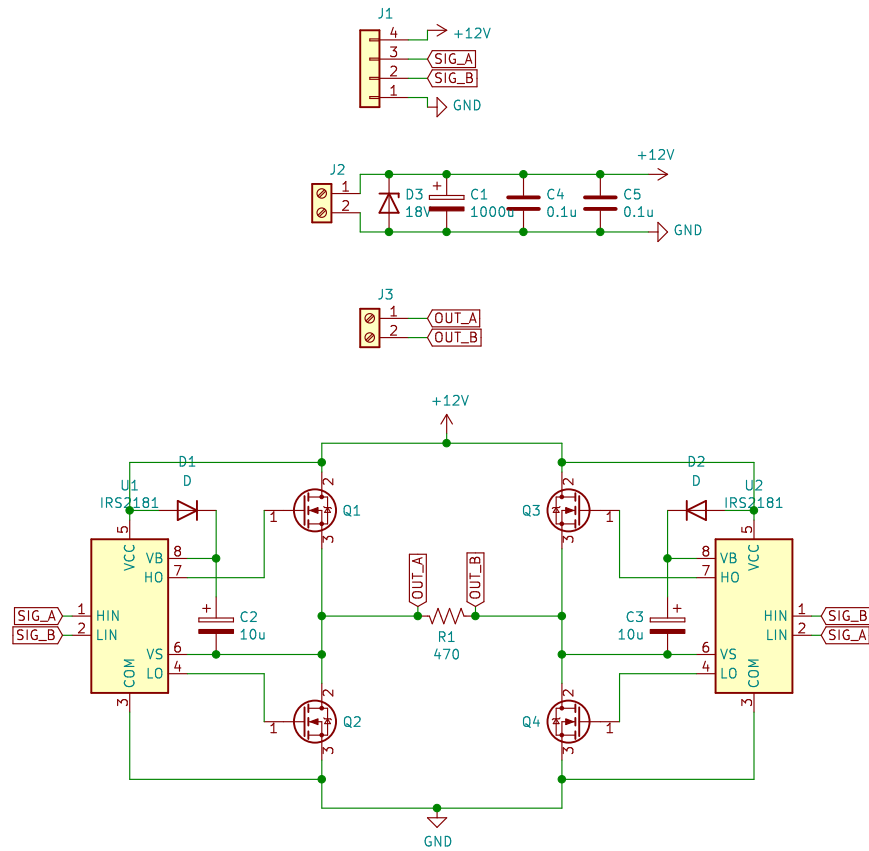 J1
4 +12V
3 SIG_A
2 SIG_B
1 GND
+12V
J2
1
2
D3
18V
+
C1
1000u
C4
0.1u
C5
0.1u
GND
J3
1 OUT_A
2 OUT_B
+12V
D1
D
U1
IRS2181
5
VCC
VB 8
HO 7
SIG_A 1 HIN
SIG_B 2 LIN
VS 6
LO 4
COM
3
+
C2
10u
2
1
3
Q1
2
1
3
Q2
OUT_A
OUT_B
R1
470
2
Q3
1
3
2
Q4
1
3
D2
D
U2
IRS2181
5
VCC
8 VB
7 HO
HIN 1 SIG_B
LIN 2 SIG_A
6 VS
4 LO
COM
3
C3
+
10u
GND